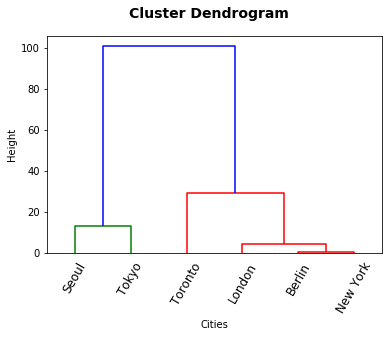 Cluster Dendrogram
100
80
60
40
20
0
Height
Seoul
Tokyo
Toronto
London
Berlin
New York
Cities